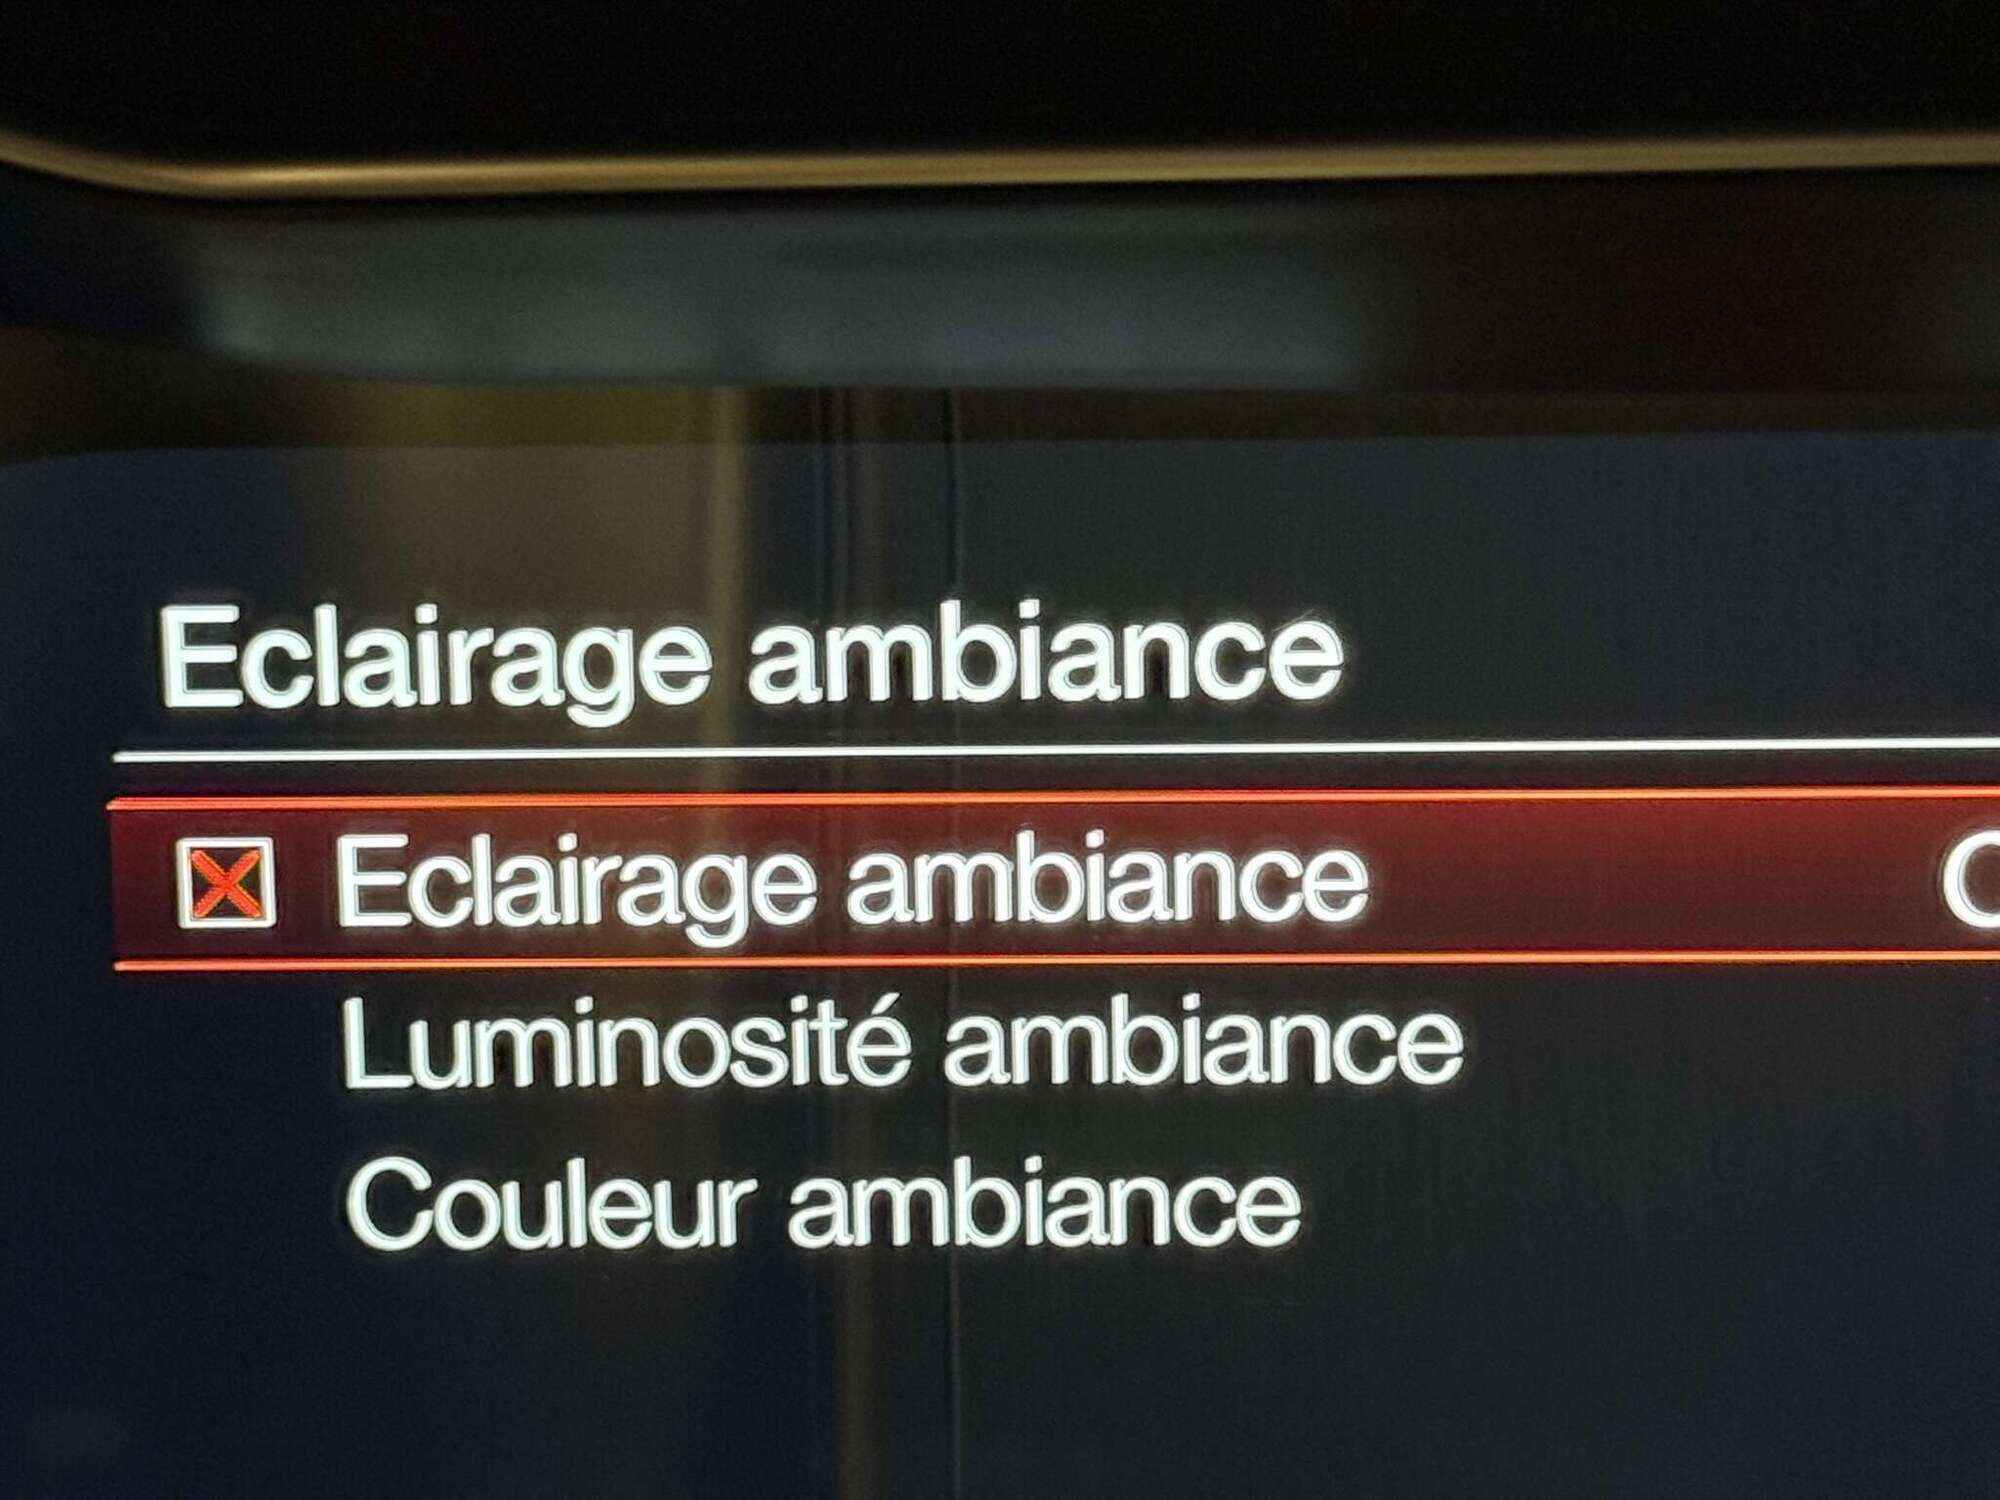 Eclairage ambiance
Eclairage ambiance
Luminosité ambiance
Couleur ambiance